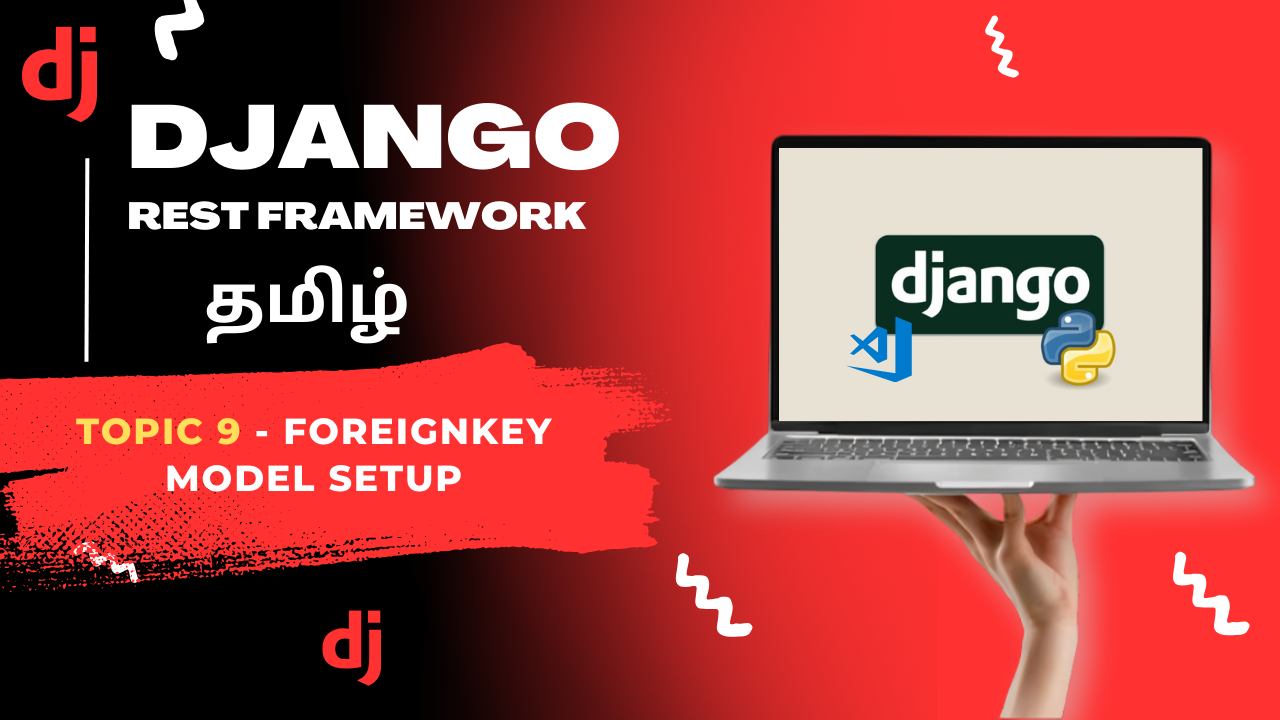 dj
DJANGO
REST FRAMEWORK
தமிழ்
TOPIC 9 - FOREIGNKEY
MODEL SETUP
django
dj